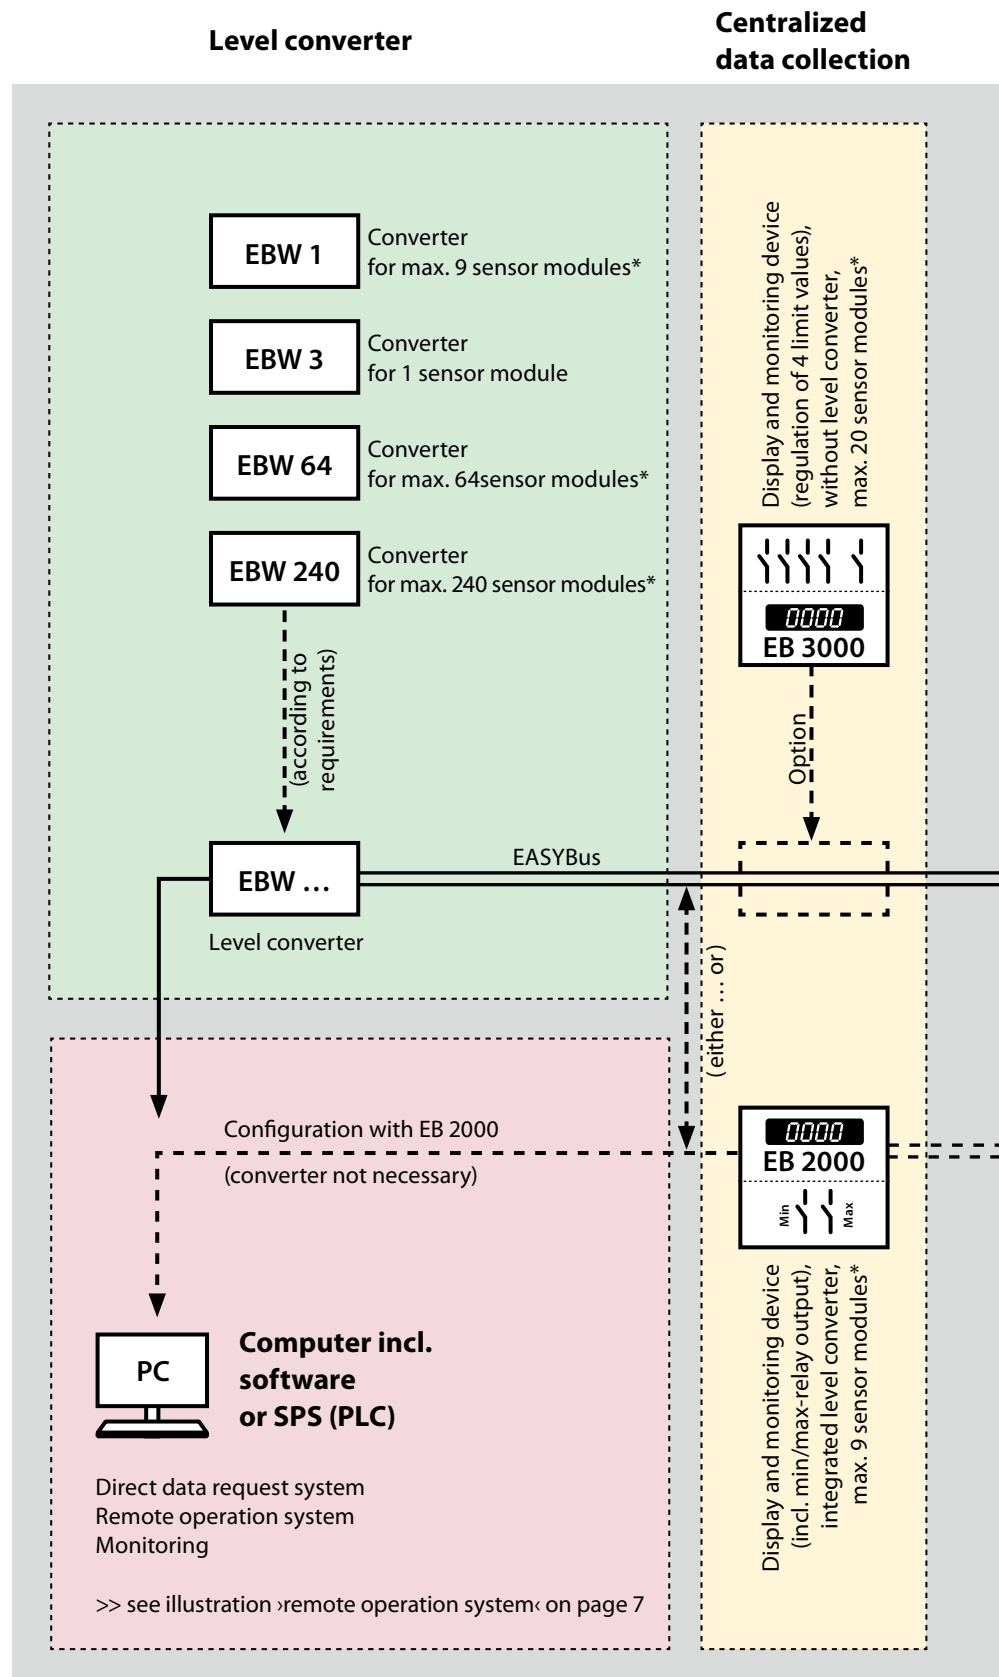 Level converter
Centralized
data collection
EBW 1
Converter
for max. 9 sensor modules*
EBW 3
Converter
for 1 sensor module
EBW 64
Converter
for max. 64sensor modules*
EBW 240
Converter
for max. 240 sensor modules*
(according to
requirements)
EBW …
Level converter
EASYBus
Display and monitoring device
(regulation of 4 limit values),
without level converter,
max. 20 sensor modules*
0000
EB 3000
Option
(either … or)
Configuration with EB 2000
(converter not necessary)
0000
EB 2000
Min
Max
Display and monitoring device
(incl. min/max-relay output),
integrated level converter,
max. 9 sensor modules*
PC
Computer incl.
software
or SPS (PLC)
Direct data request system
Remote operation system
Monitoring
>> see illustration ›remote operation system‹ on page 7